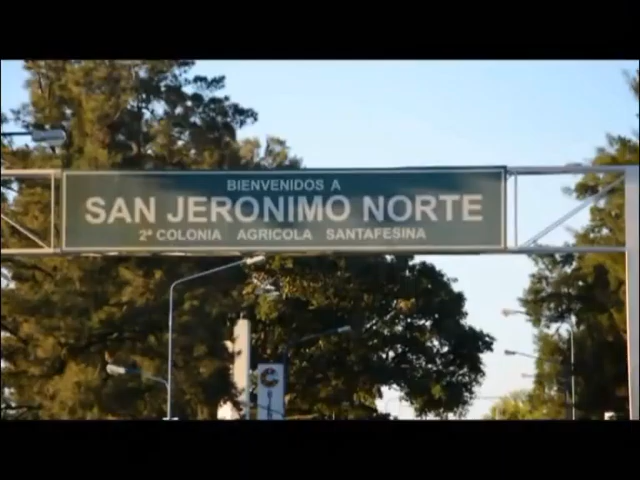 BIENVENIDOS A
SAN JERONIMO NORTE
2ª COLONIA AGRICOLA SANTAFESINA